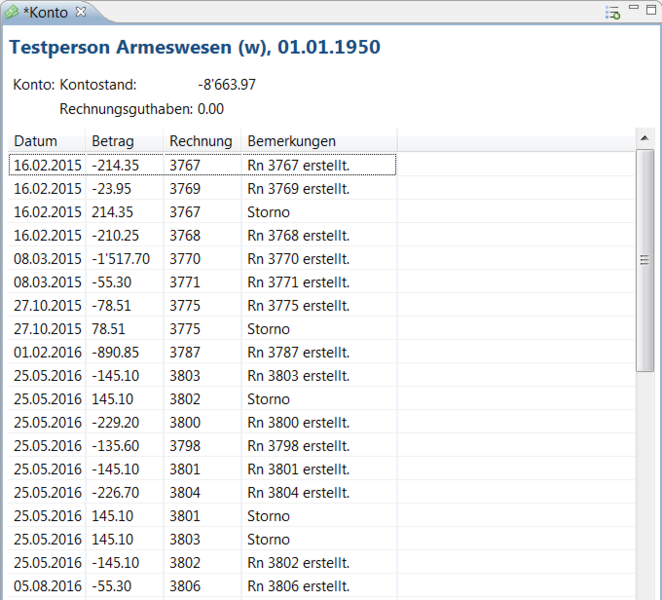 *Konto
Testperson Armeswesen (w), 01.01.1950
Konto: Kontostand: -8'663.97
Rechnungsguthaben: 0.00
Datum Betrag Rechnung Bemerkungen
16.02.2015 -214.35 3767 Rn 3767 erstellt.
16.02.2015 -23.95 3769 Rn 3769 erstellt.
16.02.2015 214.35 3767 Storno
16.02.2015 -210.25 3768 Rn 3768 erstellt.
08.03.2015 -1'517.70 3770 Rn 3770 erstellt.
08.03.2015 -55.30 3771 Rn 3771 erstellt.
27.10.2015 -78.51 3775 Rn 3775 erstellt.
27.10.2015 78.51 3775 Storno
01.02.2016 -890.85 3787 Rn 3787 erstellt.
25.05.2016 -145.10 3803 Rn 3803 erstellt.
25.05.2016 145.10 3802 Storno
25.05.2016 -229.20 3800 Rn 3800 erstellt.
25.05.2016 -135.60 3798 Rn 3798 erstellt.
25.05.2016 -145.10 3801 Rn 3801 erstellt.
25.05.2016 -226.70 3804 Rn 3804 erstellt.
25.05.2016 145.10 3801 Storno
25.05.2016 145.10 3803 Storno
25.05.2016 -145.10 3802 Rn 3802 erstellt.
05.08.2016 -55.30 3806 Rn 3806 erstellt.